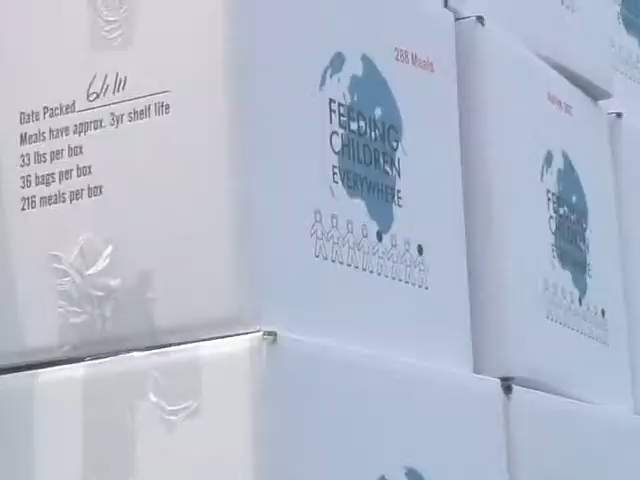 Date Packed 6/1/11
Meals have approx. 3yr shelf life
33 lbs per box
36 bags per box
216 meals per box
288 Meals
FEEDING
CHILDREN
EVERYWHERE
FEEDING
CHILDREN
EVERYWHERE